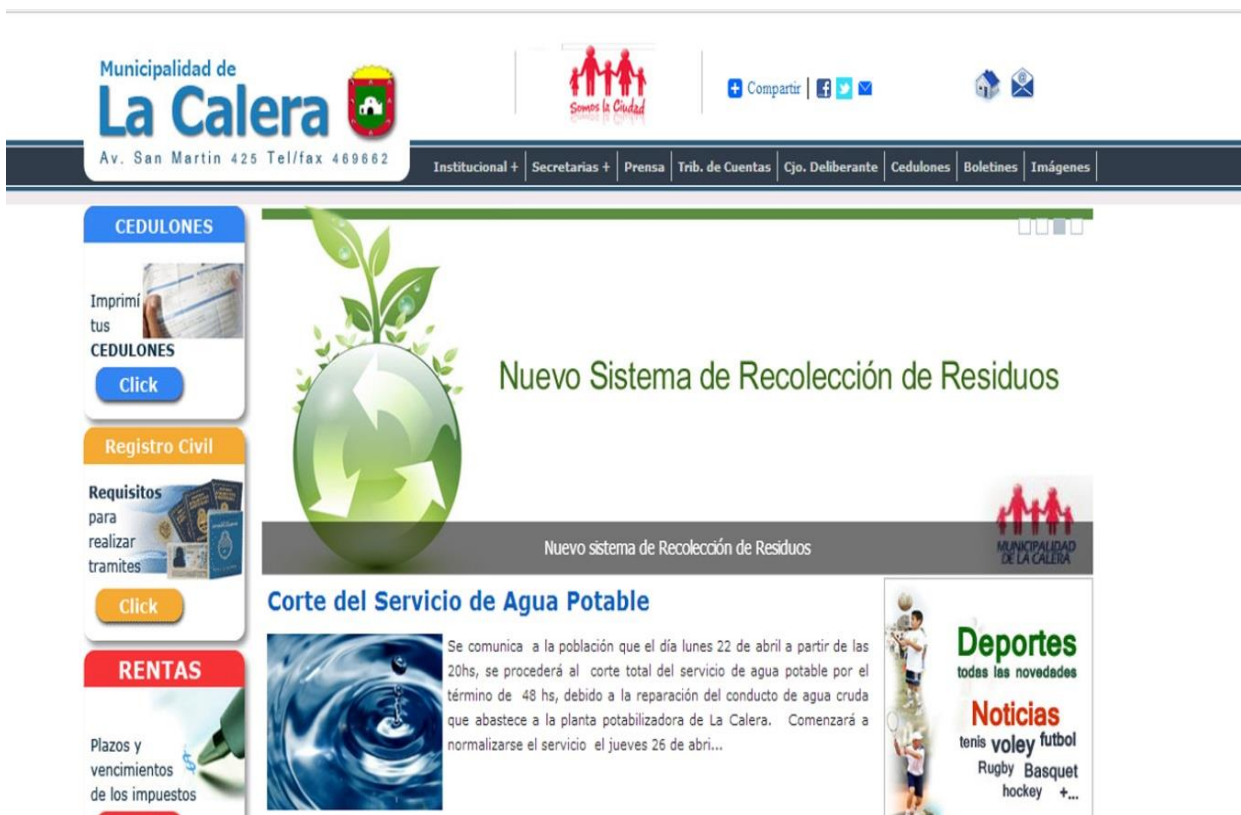 Municipalidad de
La Calera
Av. San Martin 425 Tel/fax 469662
Somos la Ciudad
Compartir
Institucional + Secretarias + Prensa Trib. de Cuentas Cjo. Deliberante Cedulones Boletines Imágenes
CEDULONES
Imprimí
tus
CEDULONES
Click
Registro Civil
Requisitos
para
realizar
tramites
Click
RENTAS
Plazos y
vencimientos
de los impuestos
Nuevo Sistema de Recolección de Residuos
Nuevo sistema de Recolección de Residuos
MUNICIPALIDAD
DE LA CALERA
Corte del Servicio de Agua Potable
Se comunica a la población que el día lunes 22 de abril a partir de las
20hs, se procederá al corte total del servicio de agua potable por el
término de 48 hs, debido a la reparación del conducto de agua cruda
que abastece a la planta potabilizadora de La Calera. Comenzará a
normalizarse el servicio el jueves 26 de abri...
Deportes
todas las novedades
Noticias
tenis voley futbol
Rugby Basquet
hockey +...